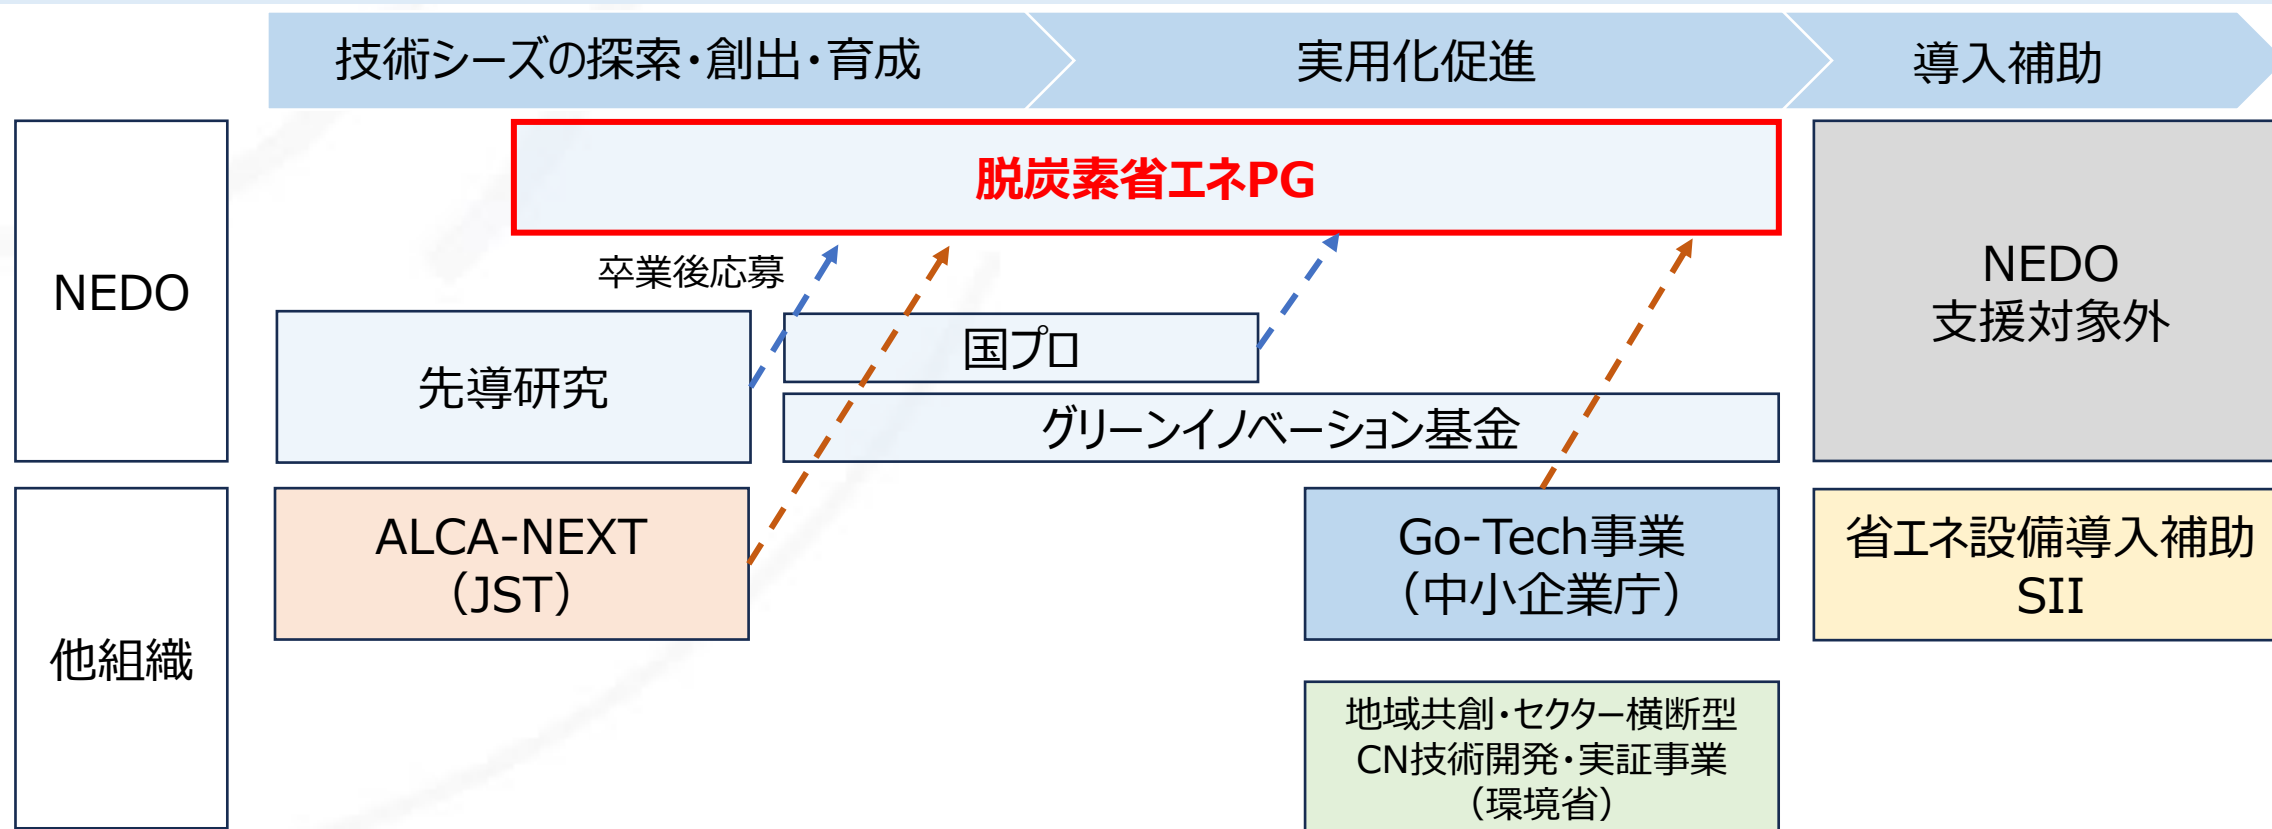 技術シーズの探索・創出・育成
実用化促進
導入補助
NEDO
脱炭素省エネPG
卒業後応募
先導研究
国プロ
グリーンイノベーション基金
NEDO
支援対象外
他組織
ALCA-NEXT
（JST）
Go-Tech事業
（中小企業庁）
省エネ設備導入補助
SII
地域共創・セクター横断型
CN技術開発・実証事業
（環境省）